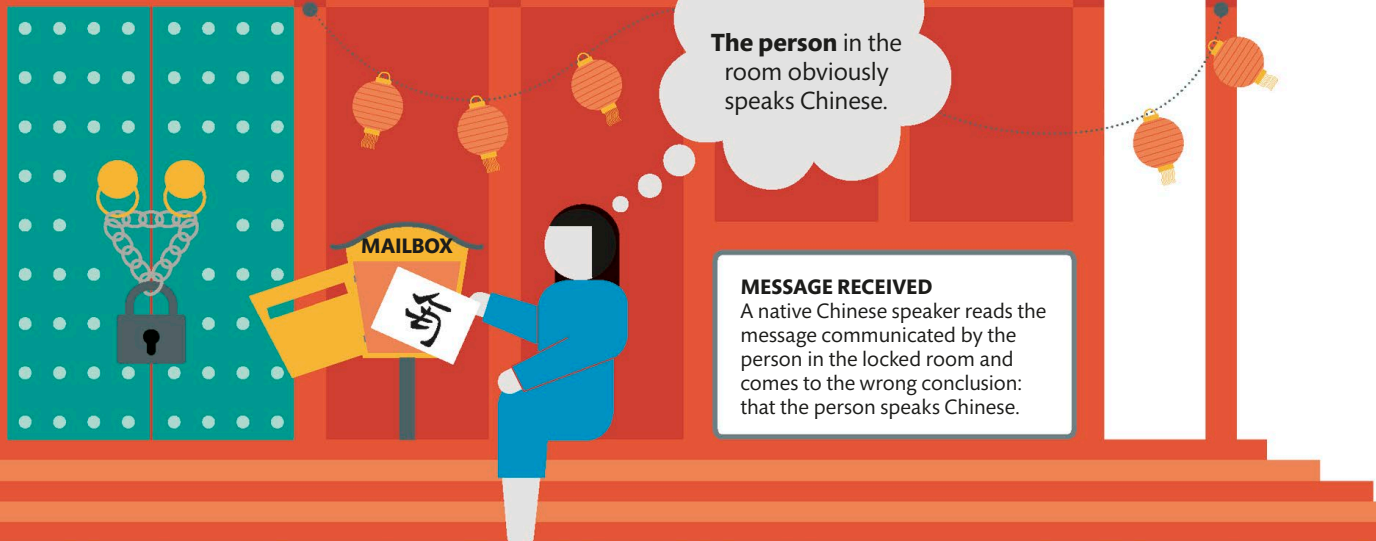 The person in the
room obviously
speaks Chinese.
MAILBOX
MESSAGE RECEIVED
A native Chinese speaker reads the
message communicated by the
person in the locked room and
comes to the wrong conclusion:
that the person speaks Chinese.